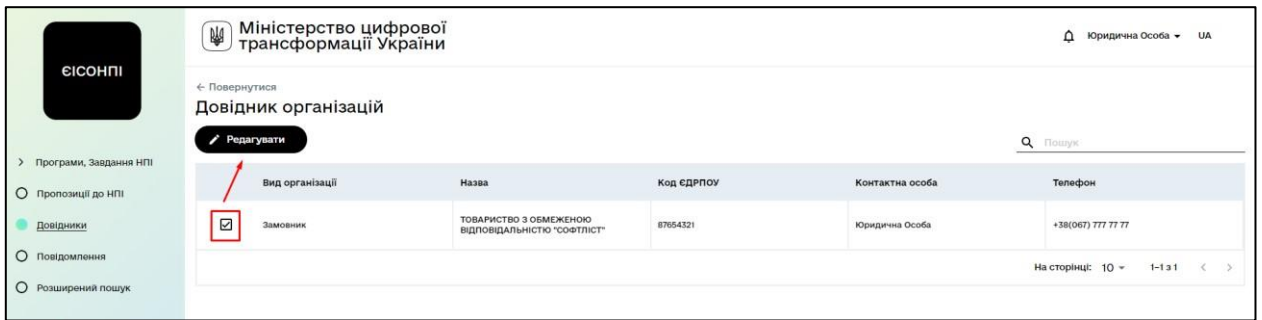 ЄІСОНПІ
Міністерство цифрової
трансформації України
Юридична Особа
UA
← Повернутися
Довідник організацій
Редагувати
Пошук
> Програми, Завдання НПІ
Пропозиції до НПІ
Довідники
Повідомлення
Розширений пошук
Вид організації Назва Код ЄДРПОУ Контактна особа Телефон
Замовник ТОВАРИСТВО З ОБМЕЖЕНОЮ ВІДПОВІДАЛЬНІСТЮ "СОФТЛІСТ" 87654321 Юридична Особа +38(067) 777 77 77
На сторінці: 10 1-1 з 1 < >